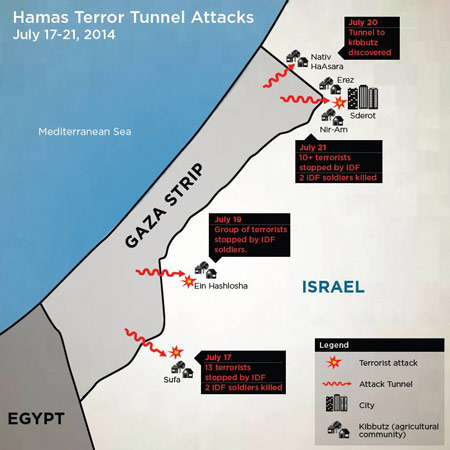 Hamas Terror Tunnel Attacks
July 17-21, 2014
July 20
Tunnel to
kibbutz
discovered
Nativ
HaAsara
Erez
Sderot
Nir-Am
Mediterranean Sea
July 21
10+ terrorists
stopped by IDF
2 IDF soldiers killed
GAZA STRIP
July 19
Group of terrorists
stopped by IDF
soldiers.
Ein Hashlosha
ISRAEL
July 17
13 terrorists
stopped by IDF
2 IDF soldiers killed
Sufa
EGYPT
Legend
Terrorist attack
Attack Tunnel
City
Kibbutz (agricultural
community)